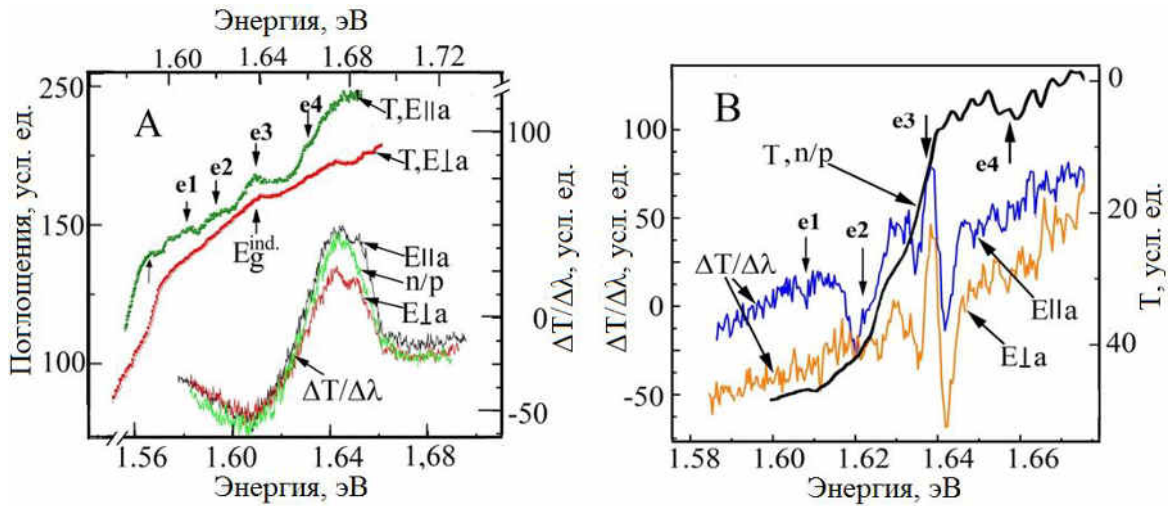 Энергия, эВ
1.60 1.64 1.68 1.72
250
200
150
100
Поглощения, усл. ед.
A
e1
e2
e3
e4
T,E||a
T,E⊥a
Egind.
E||a
n/p
E⊥a
ΔT/Δλ
100
0
-50
ΔT/Δλ, усл. ед.
1.56 1.60 1.64 1,68
Энергия, эВ
B
100
50
0
-50
ΔT/Δλ, усл. ед.
T, n/p
e3
e4
e1
e2
ΔT/Δλ
E||a
E⊥a
0
20
40
T, усл. ед.
1.58 1.60 1.62 1.64 1.66
Энергия, эВ